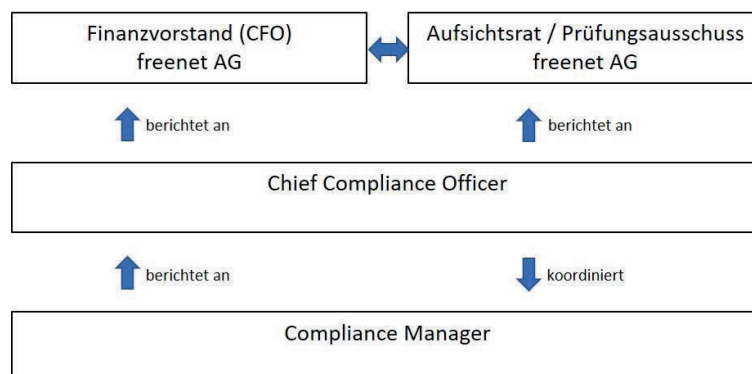 Finanzvorstand (CFO)
freenet AG
Aufsichtsrat / Prüfungsausschuss
freenet AG
berichtet an
berichtet an
Chief Compliance Officer
berichtet an
koordiniert
Compliance Manager